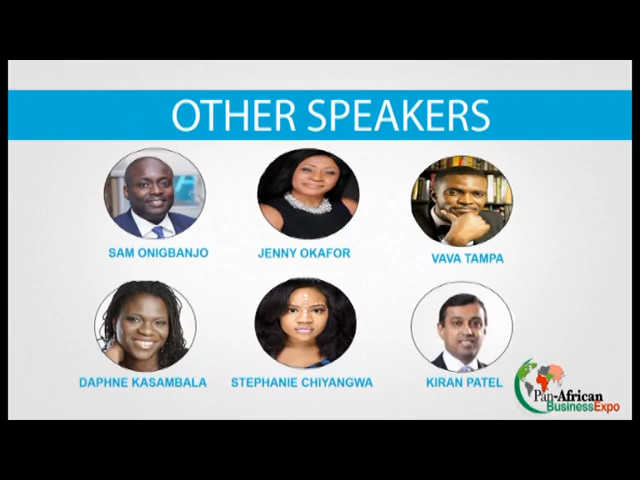 OTHER SPEAKERS
SAM ONIGBANJO
JENNY OKAFOR
VAVA TAMPA
DAPHNE KASAMBALA
STEPHANIE CHIYANGWA
KIRAN PATEL
Pan-African
BusinessExpo